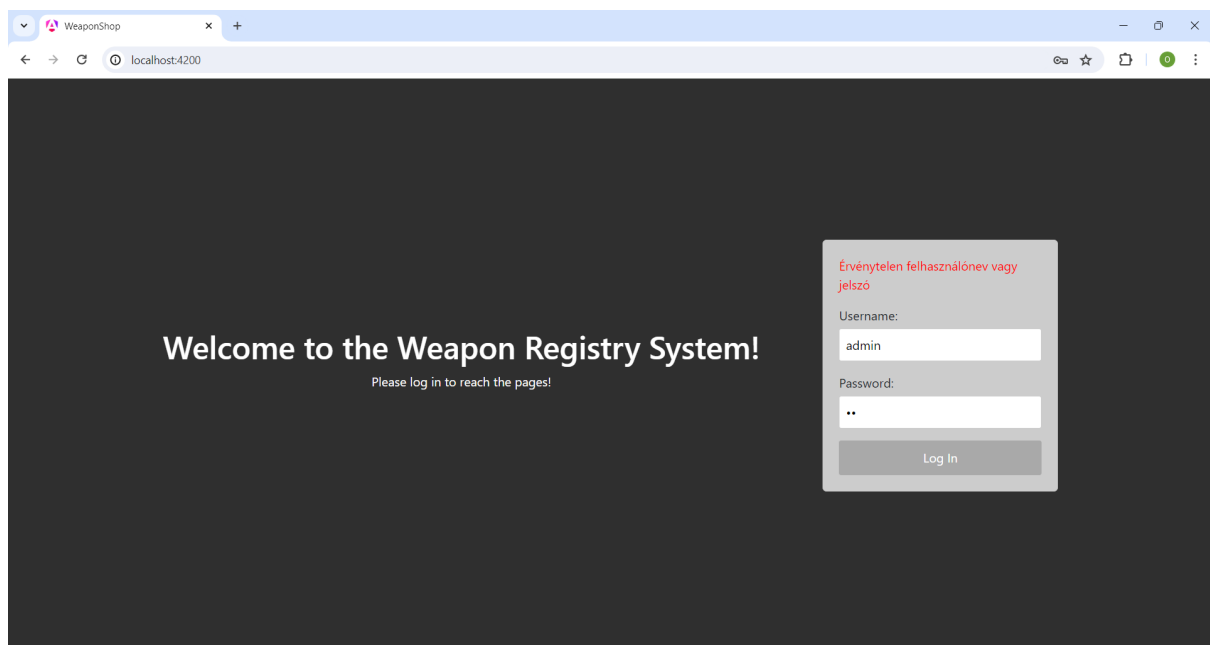 WeaponShop
localhost:4200
O
Érvénytelen felhasználónev vagy
jelszó
Username:
Welcome to the Weapon Registry System!
admin
Please log in to reach the pages!
Password:
••
Log In